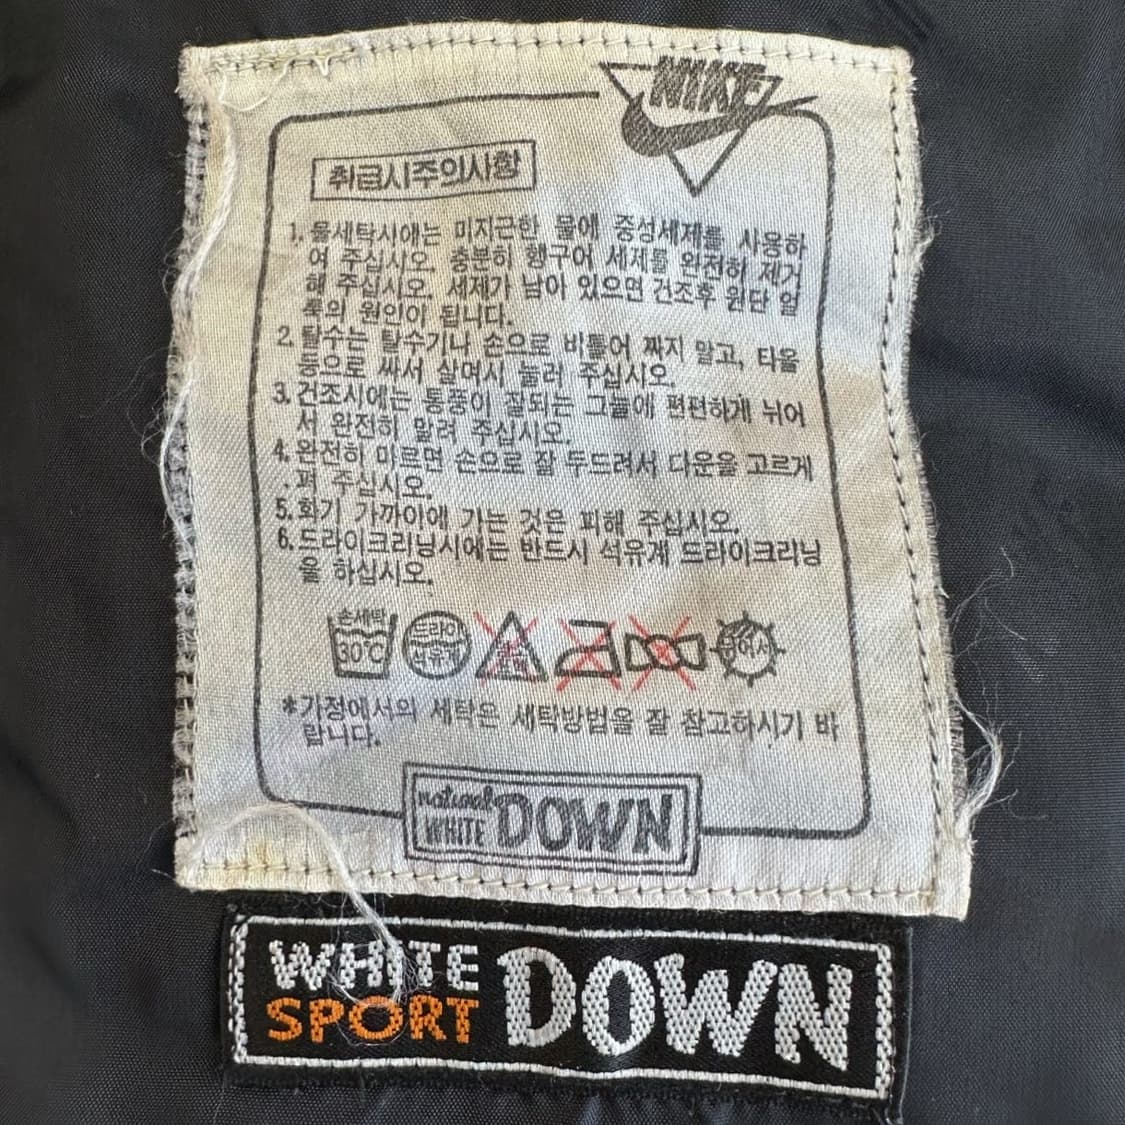 NIKE
취급시주의사항
1. 물세탁시에는 미지근한 물에 중성세제를 사용하
여 주십시오. 충분히 헹구어 세제를 완전히 제거
해 주십시오. 세제가 남아 있으면 건조후 원단 얼
룩의 원인이 됩니다.
2. 탈수는 탈수기나 손으로 비틀어 짜지 말고, 타올
등으로 싸서 살며시 눌러 주십시오.
3. 건조시에는 통풍이 잘되는 그늘에 편편하게 뉘어
서 완전히 말려 주십시오.
4. 완전히 마르면 손으로 잘 두드려서 다운을 고르게
펴 주십시오.
5. 화기 가까이에 가는 것은 피해 주십시오.
6. 드라이크리닝시에는 반드시 석유계 드라이크리닝
을 하십시오.
손세탁 드라이 뉘어서
30℃ 석유계
*가정에서의 세탁은 세탁방법을 잘 참고하시기 바
랍니다.
natural WHITE DOWN
WHITE SPORT DOWN